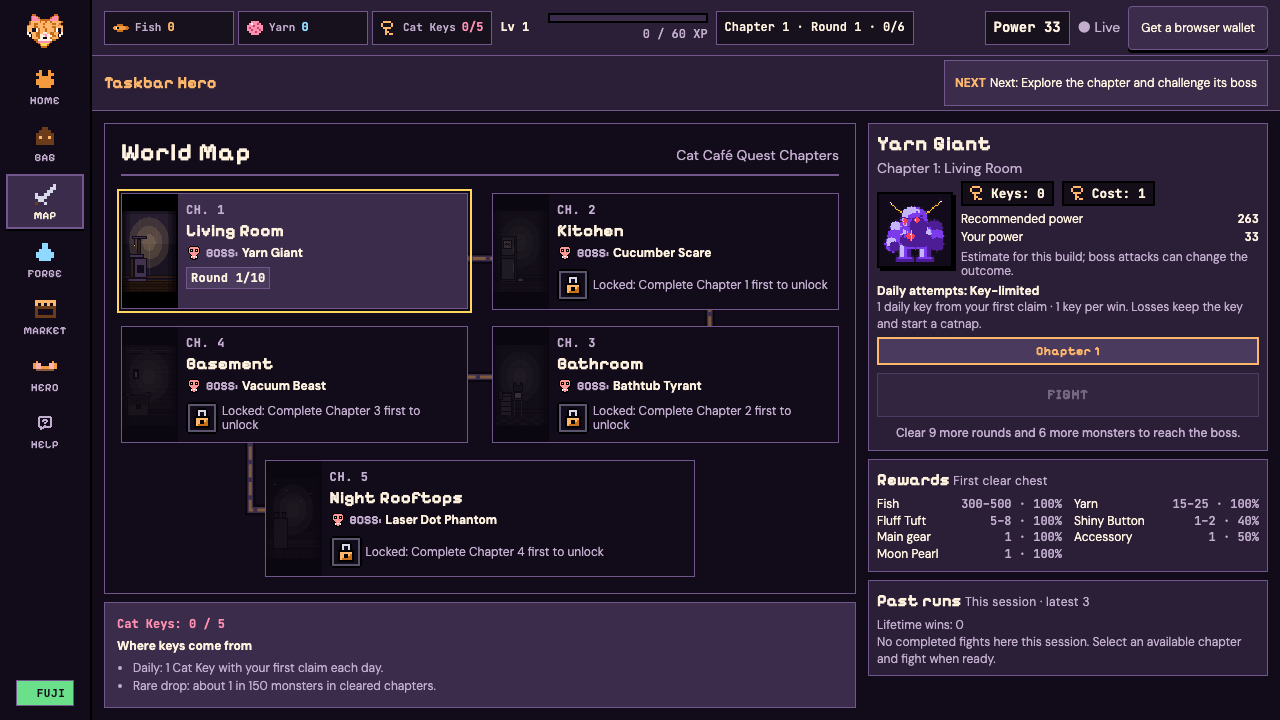 Fish 0
Yarn 0
Cat Keys 0/5
Lv 1
0 / 60 XP
Chapter 1 · Round 1 · 0/6
Power 33
Live
Get a browser wallet
HOME
BAG
MAP
FORGE
MARKET
HERO
HELP
FUJI
Taskbar Hero
NEXT Next: Explore the chapter and challenge its boss
World Map
Cat Café Quest Chapters
CH. 1
Living Room
BOSS: Yarn Giant
Round 1/10
CH. 2
Kitchen
BOSS: Cucumber Scare
Locked: Complete Chapter 1 first to unlock
CH. 4
Basement
BOSS: Vacuum Beast
Locked: Complete Chapter 3 first to
unlock
CH. 3
Bathroom
BOSS: Bathtub Tyrant
Locked: Complete Chapter 2 first to
unlock
CH. 5
Night Rooftops
BOSS: Laser Dot Phantom
Locked: Complete Chapter 4 first to unlock
Cat Keys: 0 / 5
Where keys come from
• Daily: 1 Cat Key with your first claim each day.
• Rare drop: about 1 in 150 monsters in cleared chapters.
Yarn Giant
Chapter 1: Living Room
Keys: 0
Cost: 1
Recommended power 263
Your power 33
Estimate for this build; boss attacks can change the
outcome.
Daily attempts: Key-limited
1 daily key from your first claim · 1 key per win. Losses keep the key
and start a catnap.
Chapter 1
FIGHT
Clear 9 more rounds and 6 more monsters to reach the boss.
Rewards First clear chest
Fish 300–500 · 100% Yarn 15–25 · 100%
Fluff Tuft 5–8 · 100% Shiny Button 1–2 · 40%
Main gear 1 · 100% Accessory 1 · 50%
Moon Pearl 1 · 100%
Past runs This session · latest 3
Lifetime wins: 0
No completed fights here this session. Select an available chapter
and fight when ready.